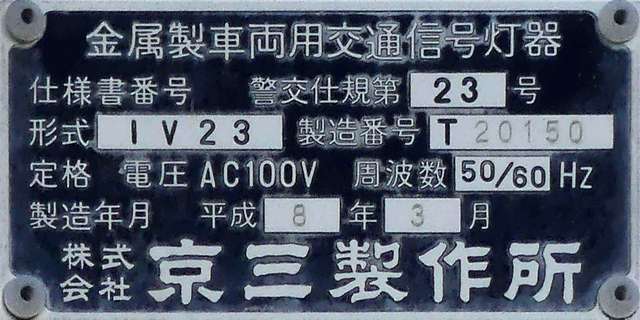 金属製車両用交通信号灯器
仕様書番号 警交仕規第 23 号
形式 1V23 製造番号 T20150
定格 電圧 AC100V 周波数 50/60 Hz
製造年月 平成 8 年 3 月
株式会社 京三製作所